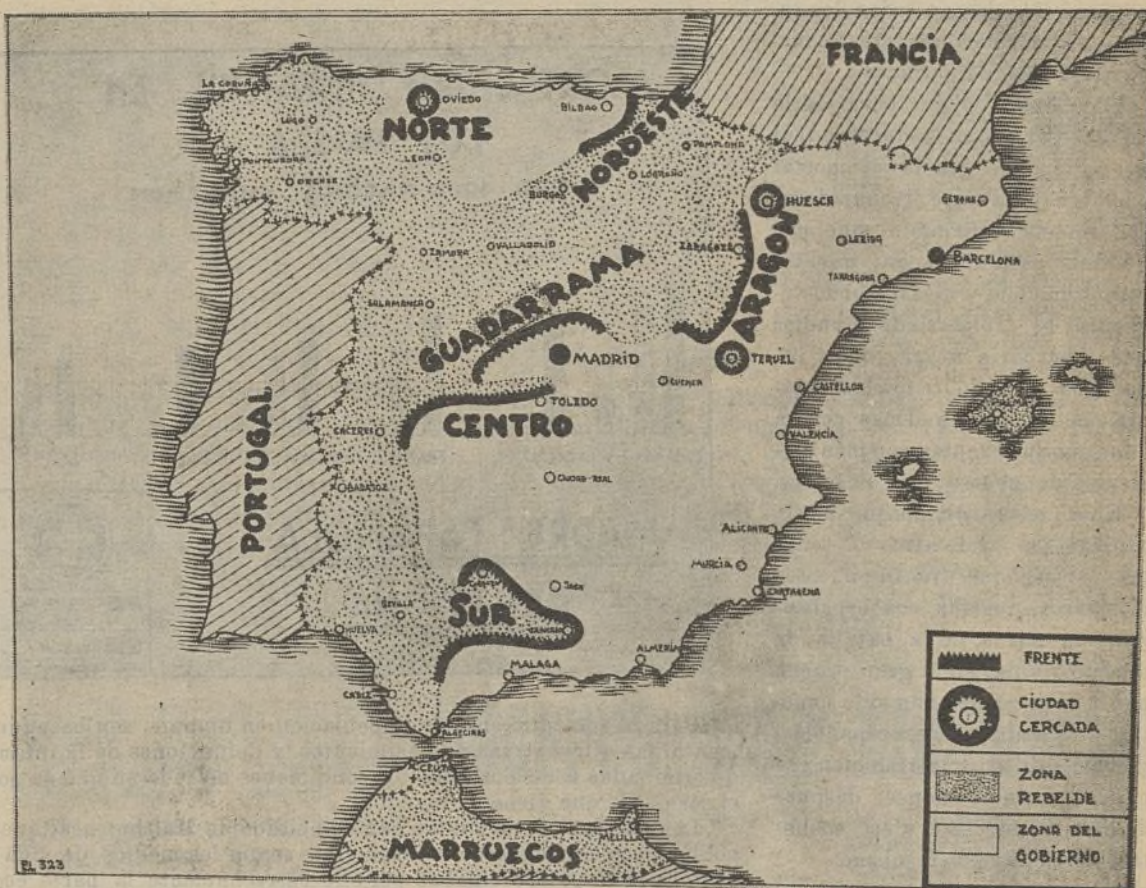 FRANCIA
LA CORUÑA
LUGO
OVIEDO
BILBAO
NORTE
NORDESTE
PONTEVEDRA
ORENSE
LEON
PAMPLONA
LOGROÑO
BURGOS
HUESCA
GERONA
ZAMORA
VALLADOLID
ZARAGOZA
LERIDA
BARCELONA
TARRAGONA
ARAGON
SALAMANCA
GUADARRAMA
MADRID
TERUEL
CUENCA
CASTELLON
TOLEDO
CENTRO
CACERES
VALENCIA
PORTUGAL
BADAJOZ
CIUDAD-REAL
ALICANTE
MURCIA
CARTAGENA
JAEN
SUR
SEVILLA
HUELVA
ALMERÍA
MALAGA
CADIZ
ALGECIRAS
CEUTA
MELILLA
MARRUECOS
FRENTE
CIUDAD
CERCADA
ZONA
REBELDE
ZONA DEL
GOBIERNO
EL 323